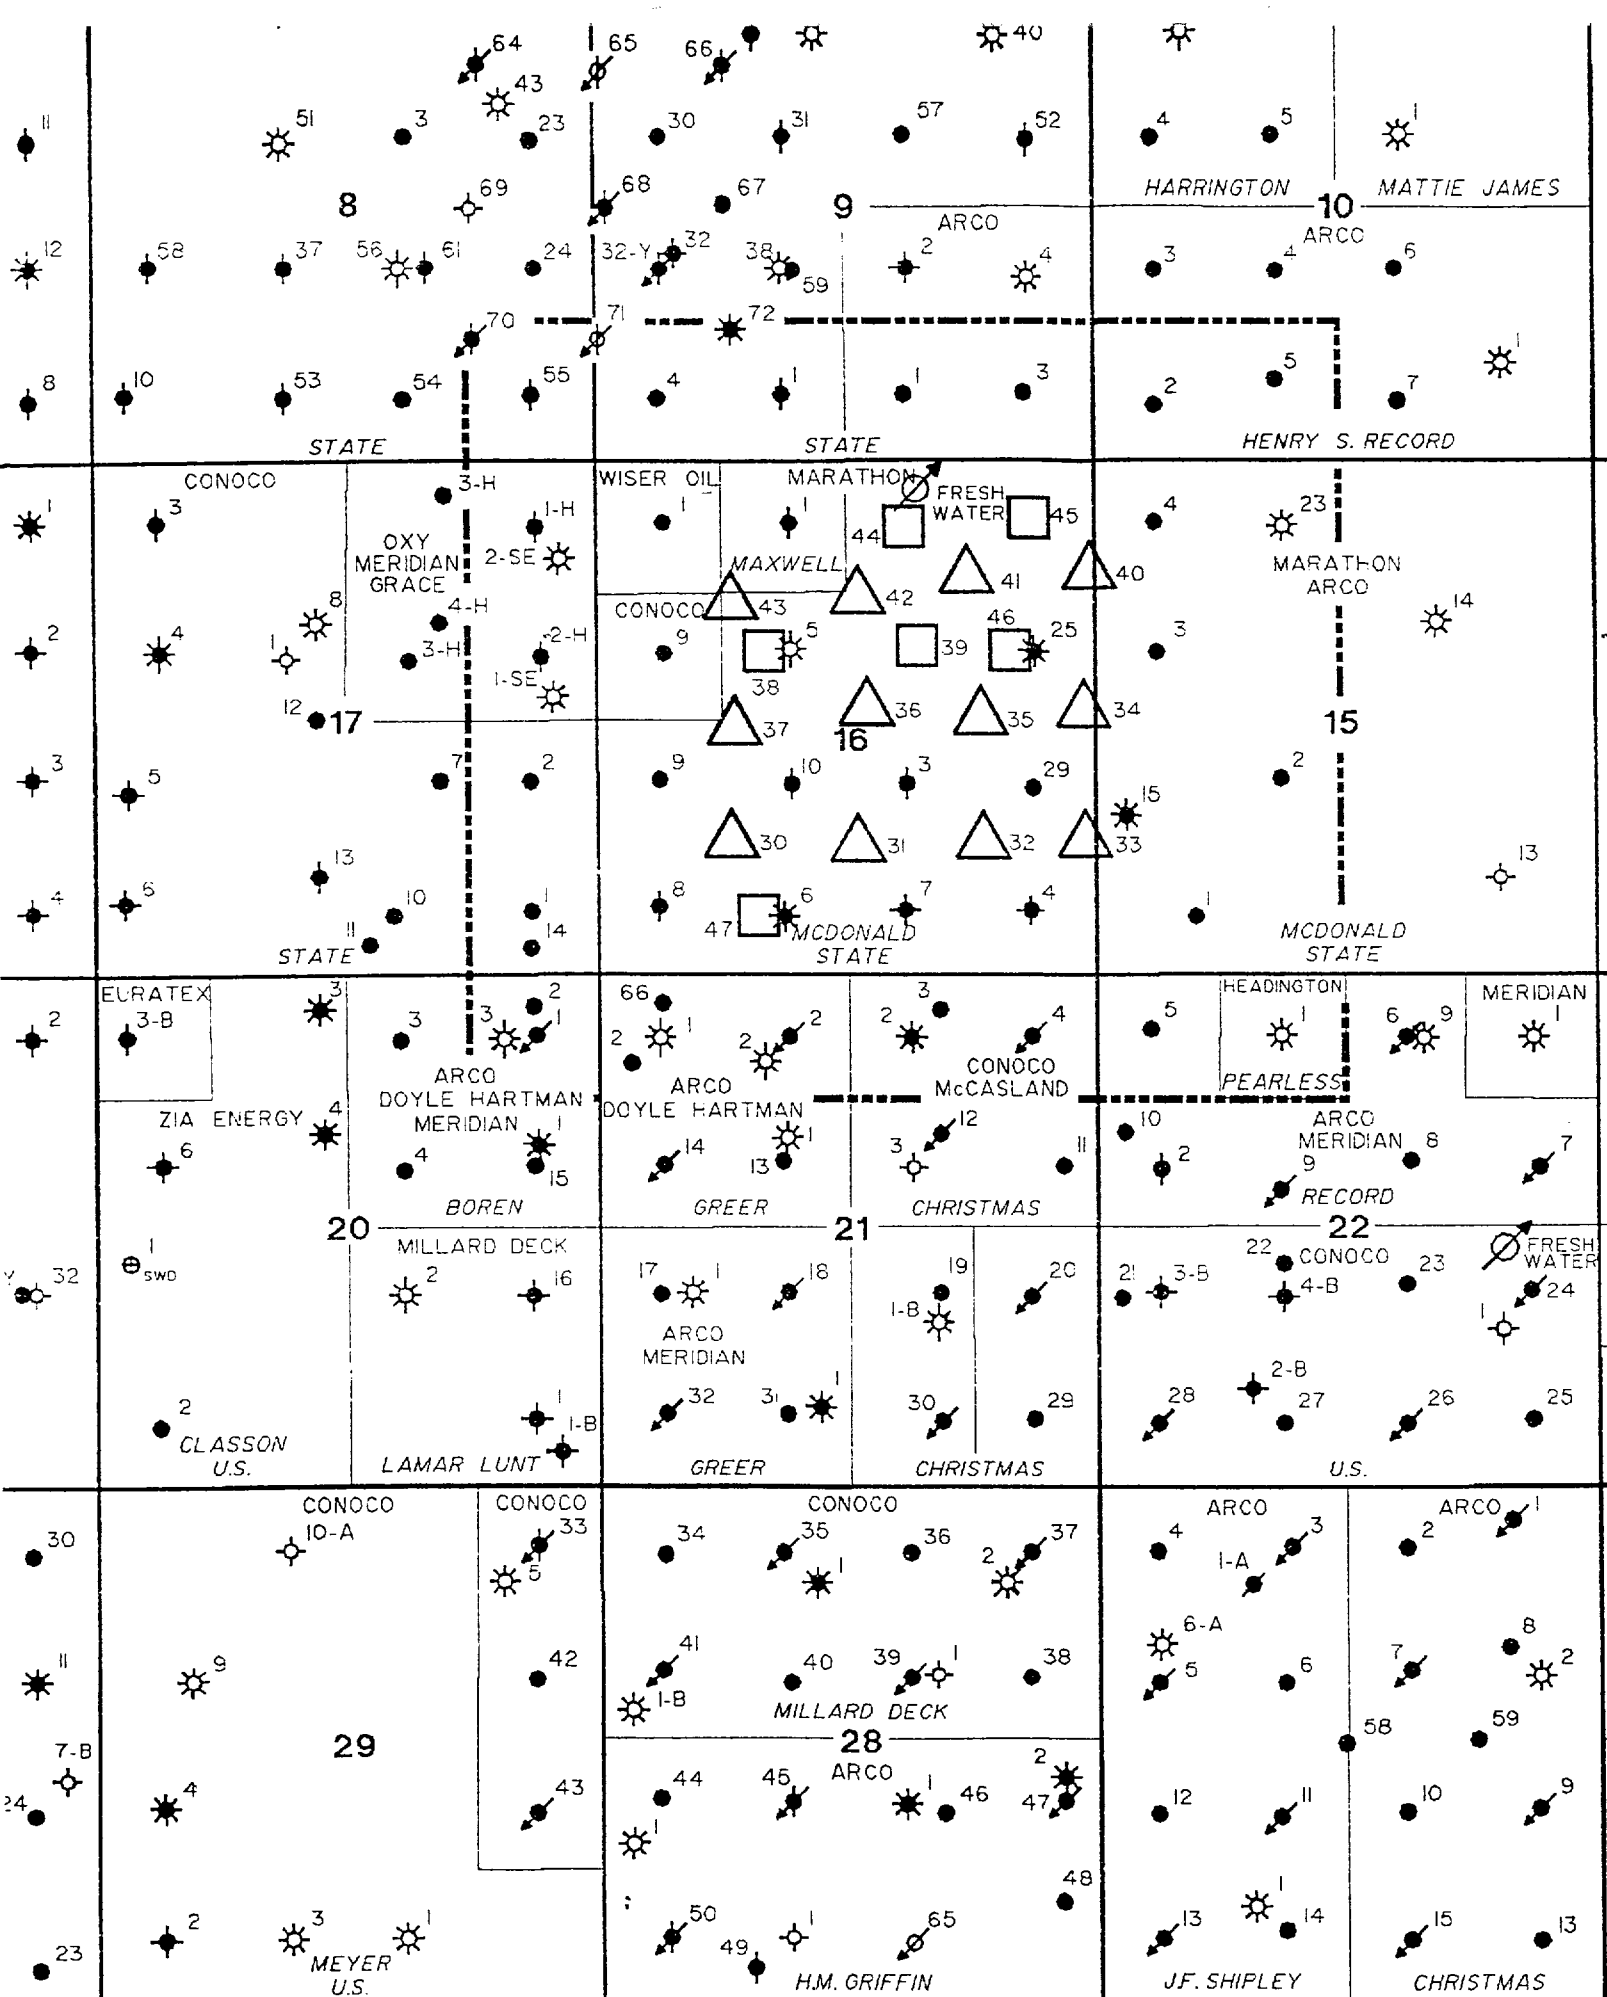 64 65 66 40
43
11 51 3 23 30 31 57 52 4 5 1
69 68 67 HARRINGTON MATTIE JAMES
8 9 10
ARCO ARCO
12 58 37 56 61 24 32-Y 32 38 59 2 4 3 4 6
70 71 72
1
8 10 53 54 55 4 1 1 3 2 5 7
STATE STATE HENRY S. RECORD
CONOCO WISER OIL MARATHON
3-H FRESH
WATER
1 3 1-H 1 1 44 45 4 23
OXY
MERIDIAN
GRACE
2-SE MAXWELL MARATHON
ARCO
43 42 41 40
8 4-H CONOCO 14
2 4 1 3-H 2-H 9 5 39 46 25 3
1-SE 38
12 37 36 35 34
17 16 15
3 5 7 2 9 10 3 29 2
15
30 31 32 33
13 13
4 6 10 1 8 47 6 7 4 1
11 14
STATE MCDONALD
STATE
MCDONALD
STATE
EURATEX HEADINGTON MERIDIAN
2 3-B 3 3 3 2 1 66 1 2 2 2 3 2 4 5 1 6 9 1
ARCO
DOYLE HARTMAN
MERIDIAN
ARCO
DOYLE HARTMAN
CONOCO
McCASLAND
PEARLESS
ZIA ENERGY
ARCO
MERIDIAN
6 4 4 1 15 14 1 13 3 12 11 10 2 9 8 7
BOREN GREER CHRISTMAS RECORD
20 21 22
MILLARD DECK CONOCO
FRESH
WATER
1
SWD
Y 32 2 16 17 1 18 19 1-B 20 21 3-B 22 4-B 23 24 1
ARCO
MERIDIAN
2 1 1-B 32 31 1 30 29 28 2-B 27 26 25
CLASSON
U.S.
LAMAR LUNT GREER CHRISTMAS U.S.
CONOCO CONOCO CONOCO ARCO ARCO
30 10-A 33 5 34 35 1 36 2 37 4 1-A 3 2 1
6-A
11 9 42 41 1-B 40 39 1 38 5 6 7 8 2
MILLARD DECK
29 28
ARCO
58 59
7-B
24 4 43 44 1 45 1 46 2 47 12 11 10 9
48
23 2 3 1 50 49 1 65 13 1 14 15 13
MEYER
U.S.
H.M. GRIFFIN J.F. SHIPLEY CHRISTMAS